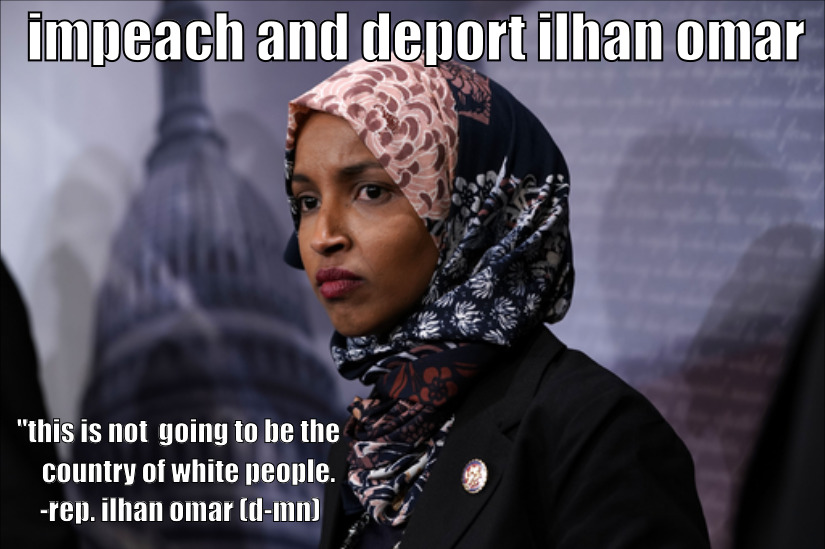 impeach and deport ilhan omar
"this is not going to be the
country of white people.
-rep. ilhan omar (d-mn)